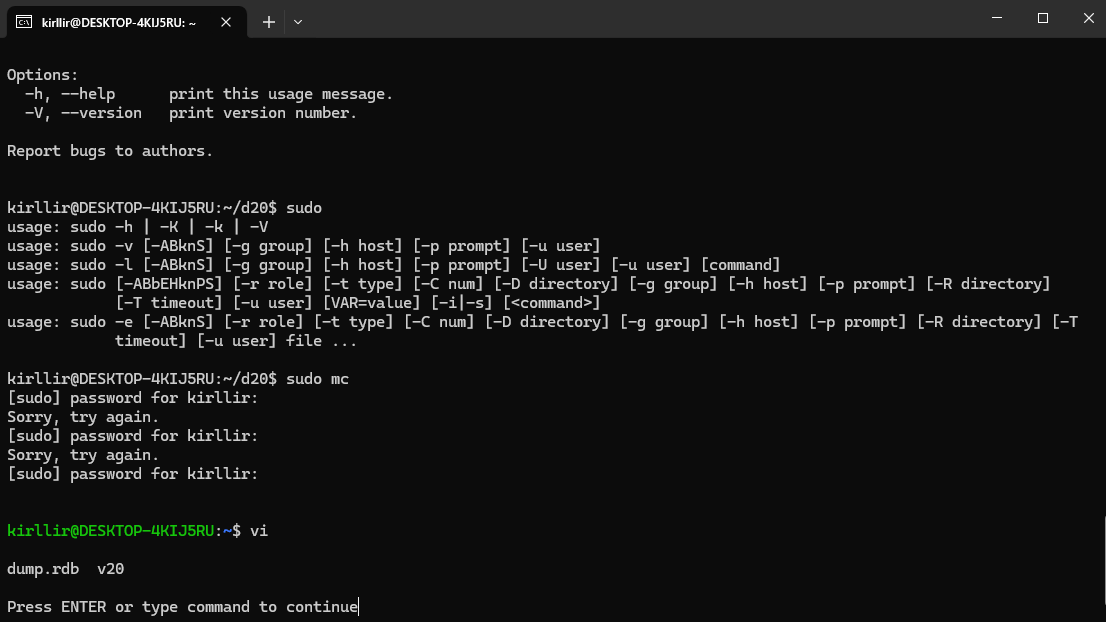 kirllir@DESKTOP-4KIJ5RU: ~
Options:
  -h, --help      print this usage message.
  -V, --version   print version number.
Report bugs to authors.
kirllir@DESKTOP-4KIJ5RU:~/d20$ sudo
usage: sudo -h | -K | -k | -V
usage: sudo -v [-ABknS] [-g group] [-h host] [-p prompt] [-u user]
usage: sudo -l [-ABknS] [-g group] [-h host] [-p prompt] [-U user] [-u user] [command]
usage: sudo [-ABbEHknPS] [-r role] [-t type] [-C num] [-D directory] [-g group] [-h host] [-p prompt] [-R directory]
            [-T timeout] [-u user] [VAR=value] [-i|-s] [<command>]
usage: sudo -e [-ABknS] [-r role] [-t type] [-C num] [-D directory] [-g group] [-h host] [-p prompt] [-R directory] [-T
            timeout] [-u user] file ...
kirllir@DESKTOP-4KIJ5RU:~/d20$ sudo mc
[sudo] password for kirllir:
Sorry, try again.
[sudo] password for kirllir:
Sorry, try again.
[sudo] password for kirllir:
kirllir@DESKTOP-4KIJ5RU:~$ vi
dump.rdb  v20
Press ENTER or type command to continue